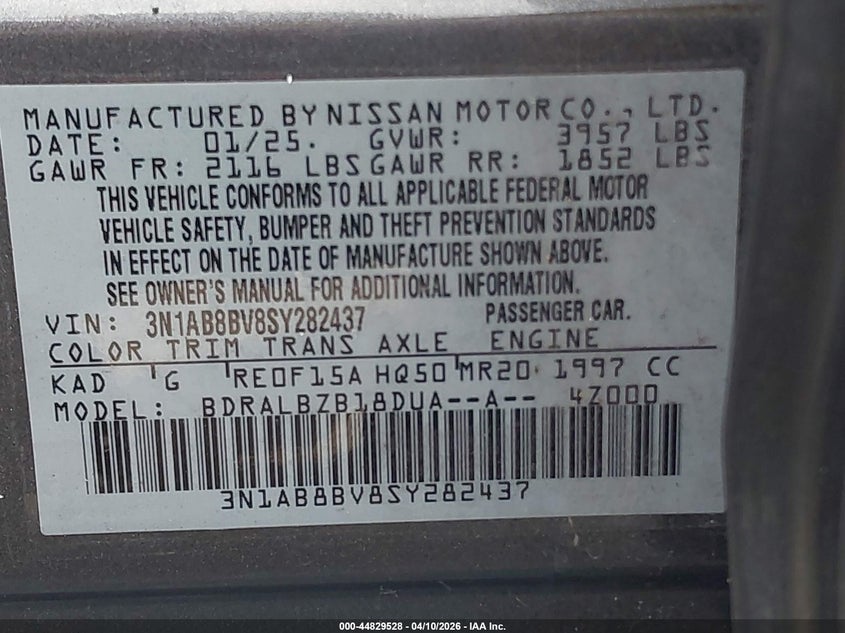 MANUFACTURED BY NISSAN MOTOR CO., LTD.
DATE: 01/25. GVWR: 3957 LBS
GAWR FR: 2116 LBS GAWR RR: 1852 LBS
THIS VEHICLE CONFORMS TO ALL APPLICABLE FEDERAL MOTOR
VEHICLE SAFETY, BUMPER AND THEFT PREVENTION STANDARDS
IN EFFECT ON THE DATE OF MANUFACTURE SHOWN ABOVE.
SEE OWNER'S MANUAL FOR ADDITIONAL INFORMATION.
VIN: 3N1AB8BV8SY282437 PASSENGER CAR.
COLOR TRIM TRANS AXLE ENGINE
KAD G RE0F15A HQ50 MR20 1997 CC
MODEL: BDRALBZB18DUA--A-- 4Z000
3N1AB8BV8SY282437
000-44829528 - 04/10/2026 - IAA Inc.